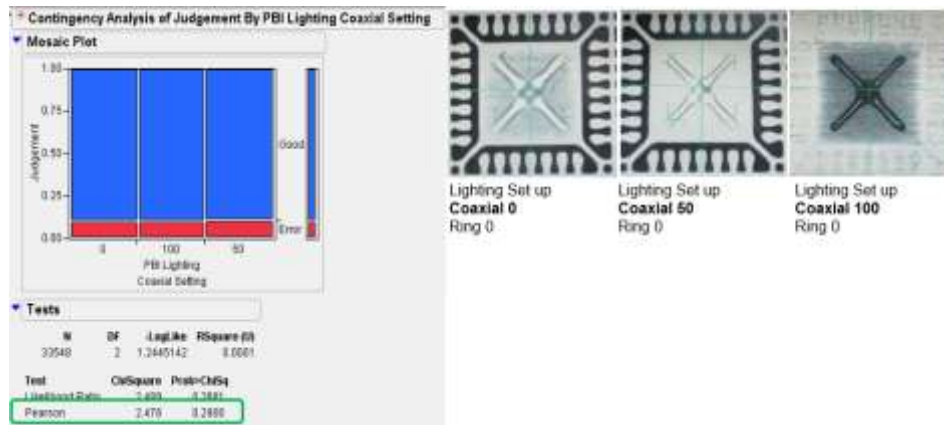 Contingency Analysis of Judgement By PBI Lighting Coaxial Setting
Mosaic Plot
1.00
0.75
0.50
0.25
0.00
Judgement
Good
Error
0 100 50
PBI Lighting
Coaxial Setting
Tests
N DF -LogLike RSquare (U)
33548 2 1.2445142 0.0001
Test ChiSquare Prob>ChiSq
Likelihood Ratio 2.489
Pearson 2.478
Lighting Set up
Coaxial 0
Ring 0
Lighting Set up
Coaxial 50
Ring 0
Lighting Set up
Coaxial 100
Ring 0